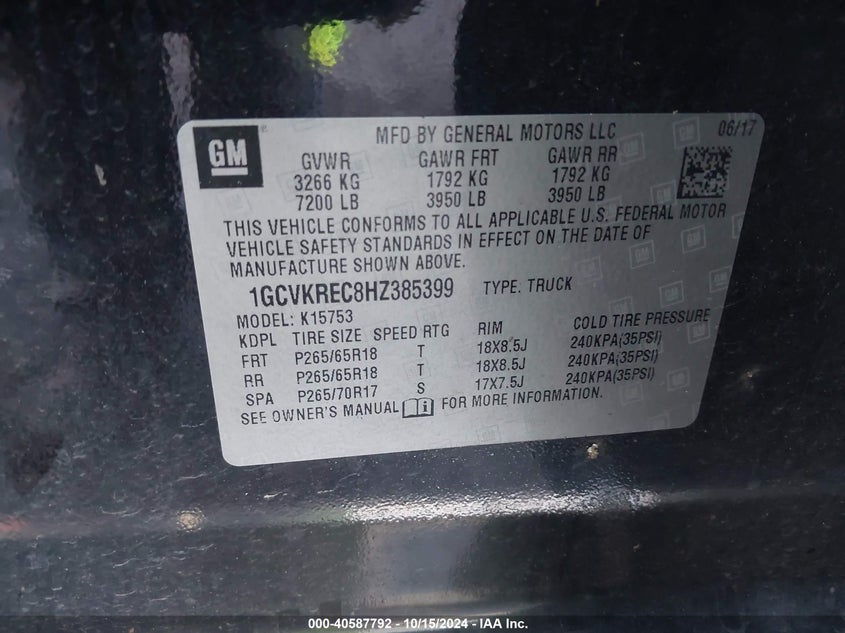 GM
MFD BY GENERAL MOTORS LLC 06/17
GVWR GAWR FRT GAWR RR
3266 KG 1792 KG 1792 KG
7200 LB 3950 LB 3950 LB
THIS VEHICLE CONFORMS TO ALL APPLICABLE U.S. FEDERAL MOTOR
VEHICLE SAFETY STANDARDS IN EFFECT ON THE DATE OF
MANUFACTURE SHOWN ABOVE.
1GCVKREC8HZ385399 TYPE: TRUCK
MODEL: K15753
KDPL TIRE SIZE SPEED RTG RIM COLD TIRE PRESSURE
FRT P265/65R18 T 18X8.5J 240KPA(35PSI)
RR P265/65R18 T 18X8.5J 240KPA(35PSI)
SPA P265/70R17 S 17X7.5J 240KPA(35PSI)
SEE OWNER'S MANUAL FOR MORE INFORMATION.
000-40587792 - 10/15/2024 - IAA Inc.